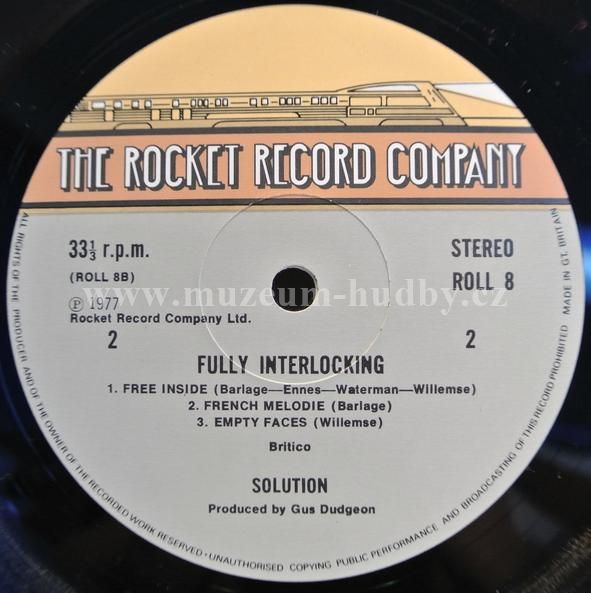 THE ROCKET RECORD COMPANY
33⅓ r.p.m.
STEREO
(ROLL 8B)
ROLL 8
℗ 1977
www.muzeum-hudby.cz
Rocket Record Company Ltd.
2
2
FULLY INTERLOCKING
1. FREE INSIDE (Barlage—Ennes—Waterman—Willemse)
2. FRENCH MELODIE (Barlage)
3. EMPTY FACES (Willemse)
Britico
SOLUTION
Produced by Gus Dudgeon
ALL RIGHTS OF THE PRODUCER AND OF THE OWNER OF THE RECORDED WORK RESERVED • UNAUTHORISED COPYING PUBLIC PERFORMANCE AND BROADCASTING OF THIS RECORD PROHIBITED MADE IN GT. BRITAIN